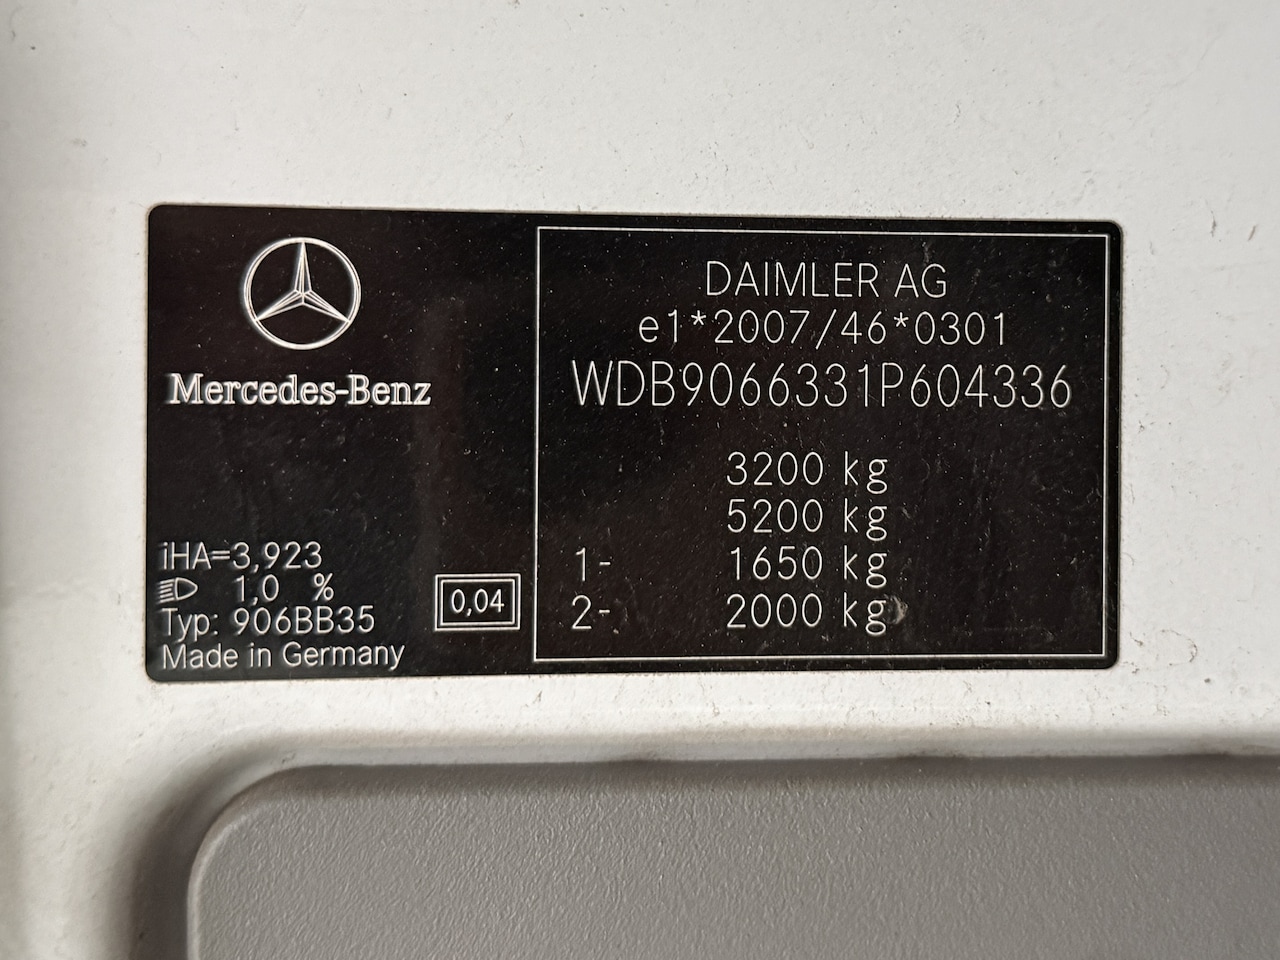 Mercedes-Benz
iHA=3,923
1,0 %
Typ: 906BB35
Made in Germany
0,04
DAIMLER AG
e1*2007/46*0301
WDB9066331P604336
3200 kg
5200 kg
1- 1650 kg
2- 2000 kg